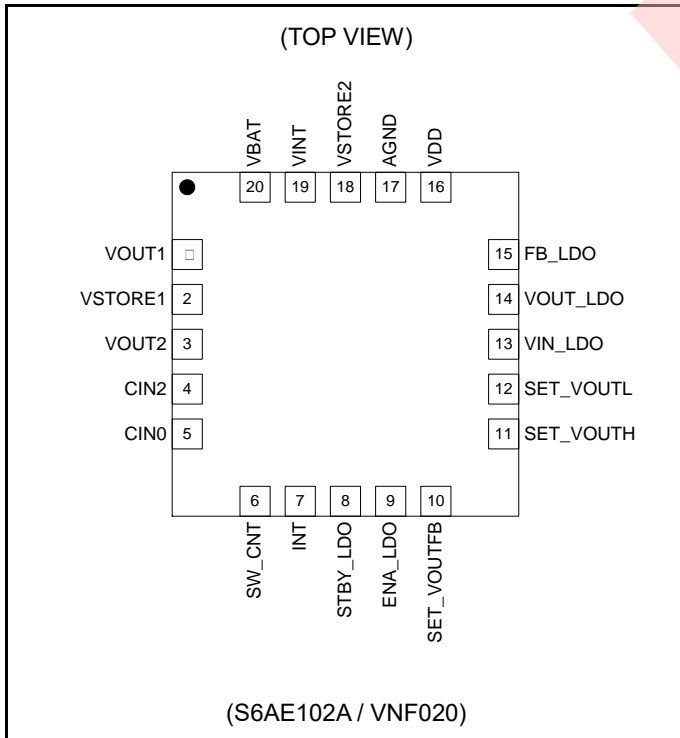 (TOP VIEW)
VBAT
VINT
VSTORE2
AGND
VDD
20
19
18
17
16
VOUT1
VSTORE1 2
VOUT2 3
CIN2 4
CIN0 5
15 FB_LDO
14 VOUT_LDO
13 VIN_LDO
12 SET_VOUTL
11 SET_VOUTH
6
7
8
9
10
SW_CNT
INT
STBY_LDO
ENA_LDO
SET_VOUTFB
(S6AE102A / VNF020)